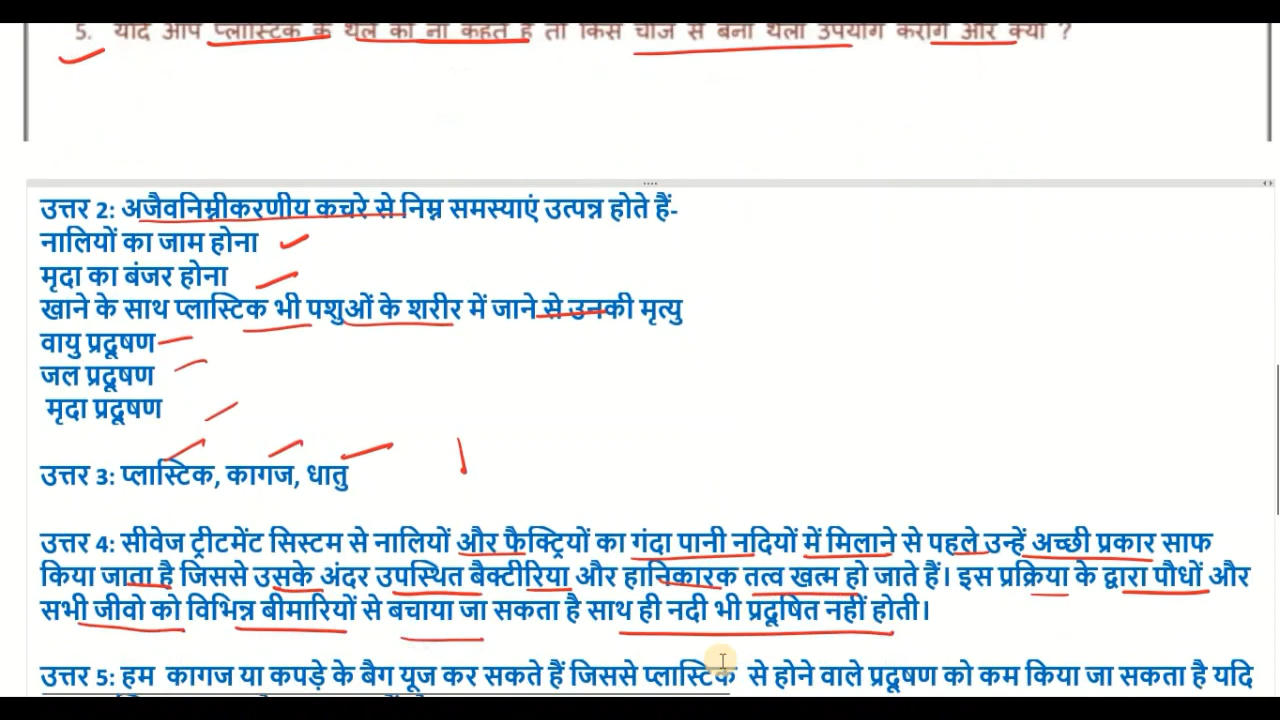 5. यदि आप प्लास्टिक के थैले को ना कहते हैं तो किस चीज से बना थैला उपयोग करोगे और क्यों ?
उत्तर 2: अजैवनिम्नीकरणीय कचरे से निम्न समस्याएं उत्पन्न होते हैं-
नालियों का जाम होना
मृदा का बंजर होना
खाने के साथ प्लास्टिक भी पशुओं के शरीर में जाने से उनकी मृत्यु
वायु प्रदूषण
जल प्रदूषण
मृदा प्रदूषण
उत्तर 3: प्लास्टिक, कागज, धातु
उत्तर 4: सीवेज ट्रीटमेंट सिस्टम से नालियों और फैक्ट्रियों का गंदा पानी नदियों में मिलाने से पहले उन्हें अच्छी प्रकार साफ
किया जाता है जिससे उसके अंदर उपस्थित बैक्टीरिया और हानिकारक तत्व खत्म हो जाते हैं। इस प्रक्रिया के द्वारा पौधों और
सभी जीवो को विभिन्न बीमारियों से बचाया जा सकता है साथ ही नदी भी प्रदूषित नहीं होती।
उत्तर 5: हम कागज या कपड़े के बैग यूज कर सकते हैं जिससे प्लास्टिक से होने वाले प्रदूषण को कम किया जा सकता है यदि